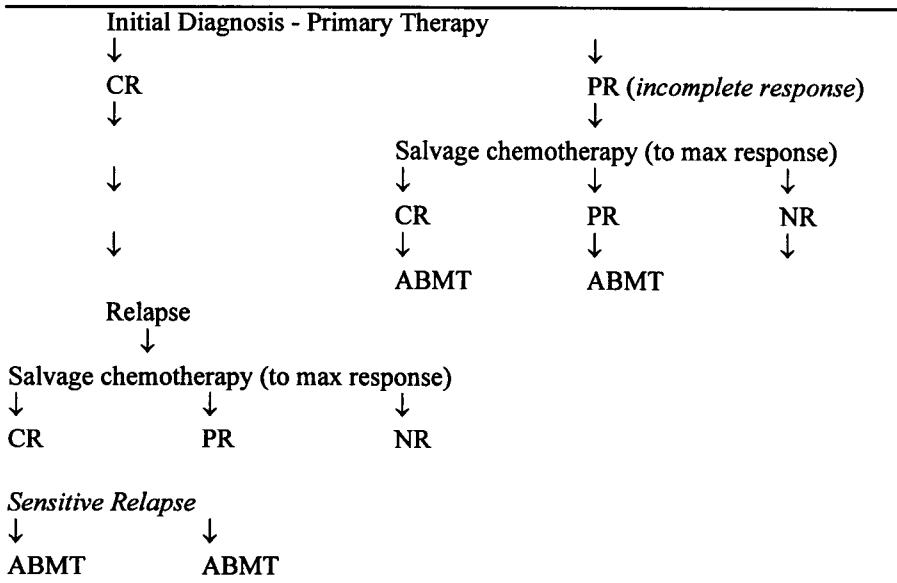 Initial Diagnosis - Primary Therapy
↓ ↓
CR PR (incomplete response)
↓ ↓
Salvage chemotherapy (to max response)
↓ ↓ ↓ ↓
CR PR NR
↓ ↓ ↓ ↓
ABMT ABMT
Relapse
↓
Salvage chemotherapy (to max response)
↓ ↓ ↓
CR PR NR
Sensitive Relapse
↓ ↓
ABMT ABMT